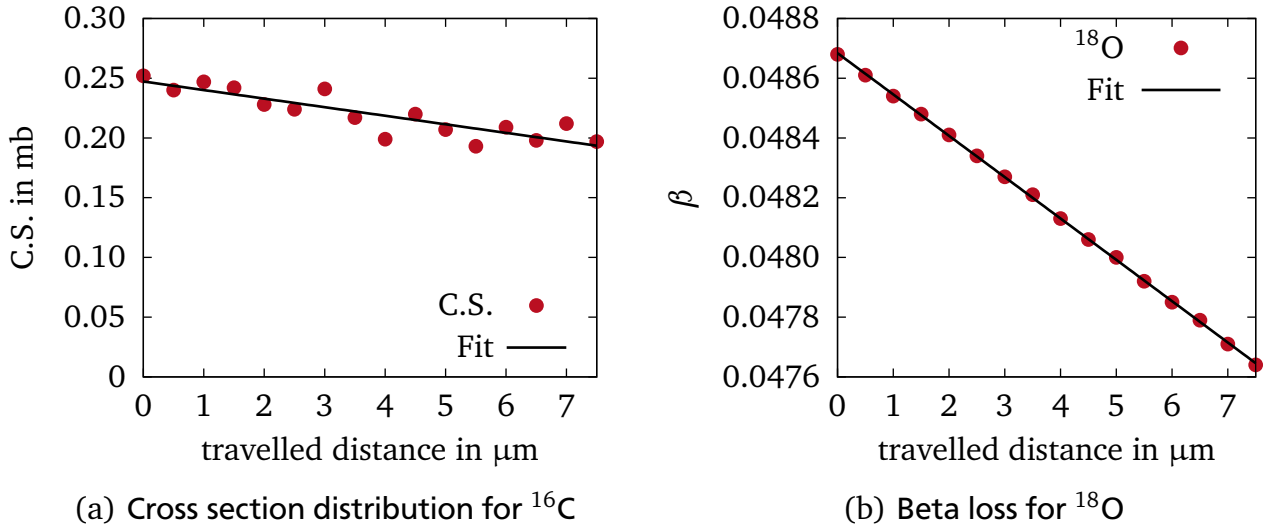 0.30
0.25
0.20
0.15
0.10
0.05
0
C.S. in mb
C.S.
Fit
0 1 2 3 4 5 6 7
travelled distance in μm
(a) Cross section distribution for ¹⁶C
0.0488
0.0486
0.0484
0.0482
0.0480
0.0478
0.0476
β
¹⁸O
Fit
0 1 2 3 4 5 6 7
travelled distance in μm
(b) Beta loss for ¹⁸O